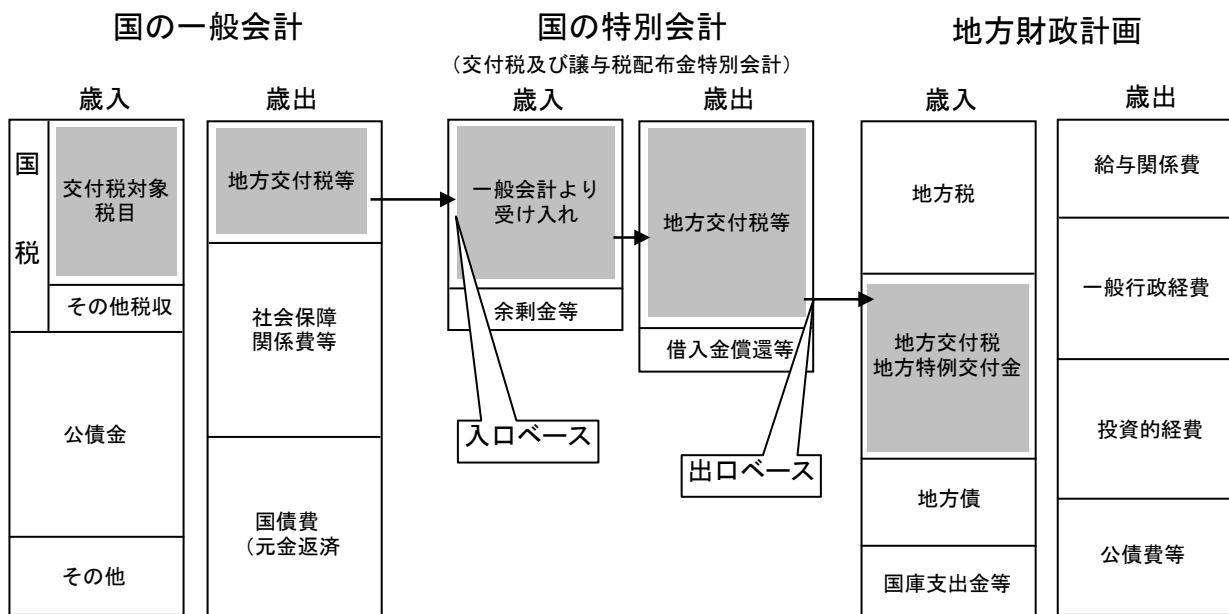 国の一般会計
国の特別会計
（交付税及び譲与税配布金特別会計）
地方財政計画
歳入
歳出
歳入
歳出
歳入
歳出
国
税
交付税対象
税目
その他税収
公債金
その他
地方交付税等
社会保障
関係費等
国債費
（元金返済
一般会計より
受け入れ
余剰金等
入口ベース
地方交付税等
借入金償還等
出口ベース
地方税
地方交付税
地方特例交付金
地方債
国庫支出金等
給与関係費
一般行政経費
投資的経費
公債費等